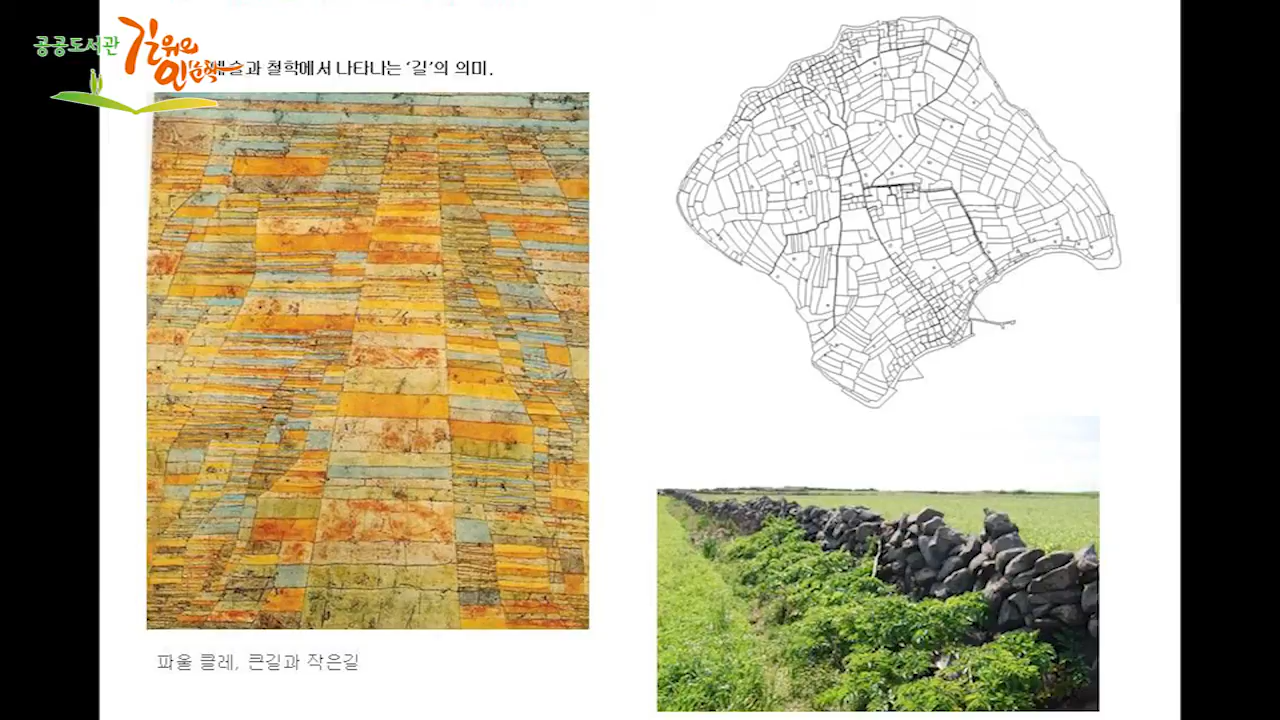 공공도서관
길 위의
인문학
예술과 철학에서 나타나는 '길'의 의미.
파울 클레, 큰길과 작은길